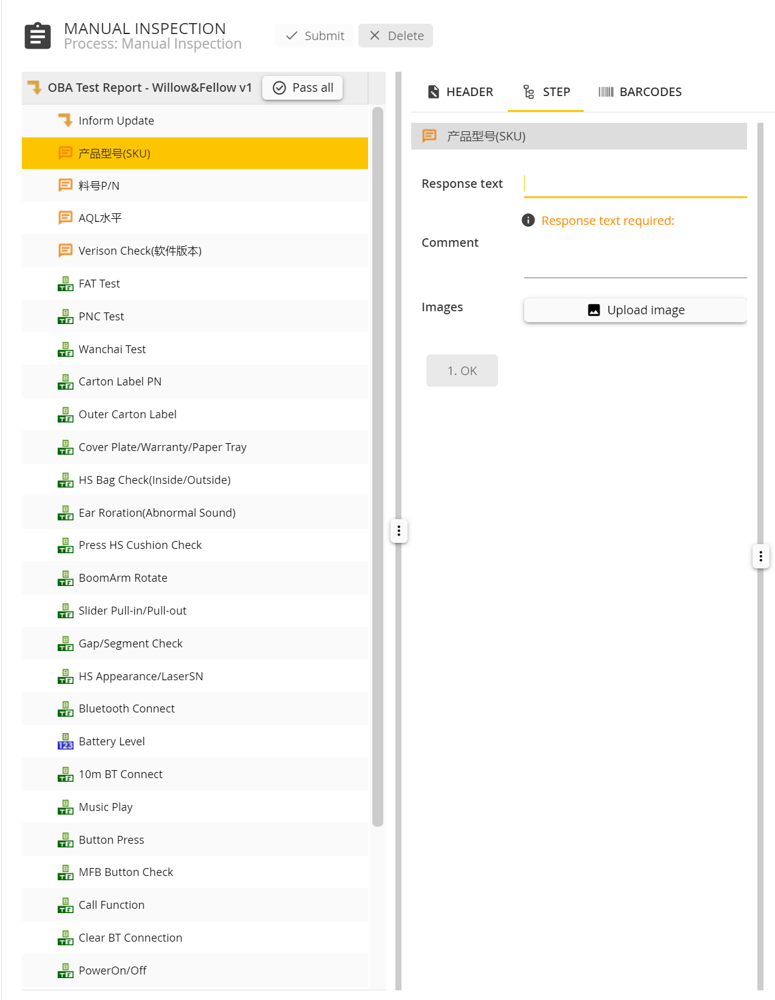 MANUAL INSPECTION
Process: Manual Inspection
Submit
Delete
OBA Test Report - Willow&Fellow v1
Pass all
Inform Update
产品型号(SKU)
料号P/N
AQL水平
Verison Check(软件版本)
FAT Test
PNC Test
Wanchai Test
Carton Label PN
Outer Carton Label
Cover Plate/Warranty/Paper Tray
HS Bag Check(Inside/Outside)
Ear Roration(Abnormal Sound)
Press HS Cushion Check
BoomArm Rotate
Slider Pull-in/Pull-out
Gap/Segment Check
HS Appearance/LaserSN
Bluetooth Connect
Battery Level
10m BT Connect
Music Play
Button Press
MFB Button Check
Call Function
Clear BT Connection
PowerOn/Off
HEADER
STEP
BARCODES
产品型号(SKU)
Response text
Response text required:
Comment
Images
Upload image
1. OK